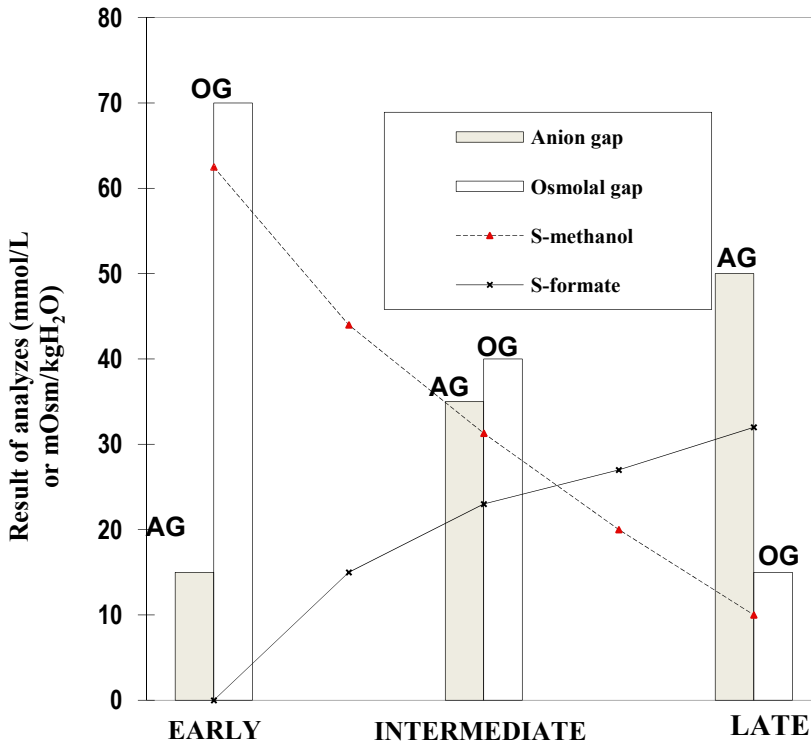 Result of analyzes (mmol/L
or mOsm/kgH₂O)
80
70
60
50
40
30
20
10
0
OG
AG
AG
OG
AG
OG
Anion gap
Osmolal gap
S-methanol
S-formate
EARLY
INTERMEDIATE
LATE